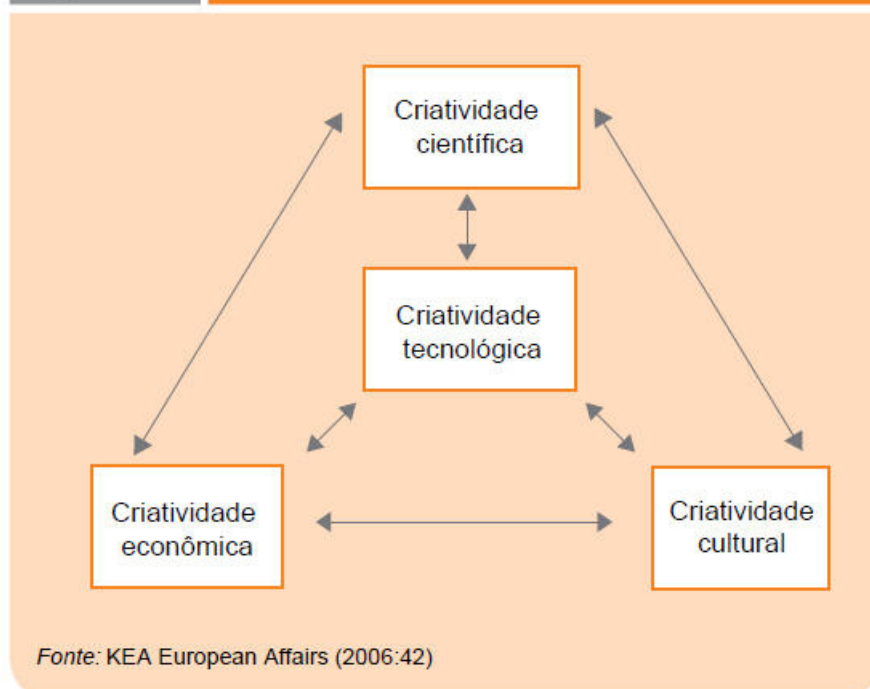 Criatividade
científica
Criatividade
tecnológica
Criatividade
econômica
Criatividade
cultural
Fonte: KEA European Affairs (2006:42)